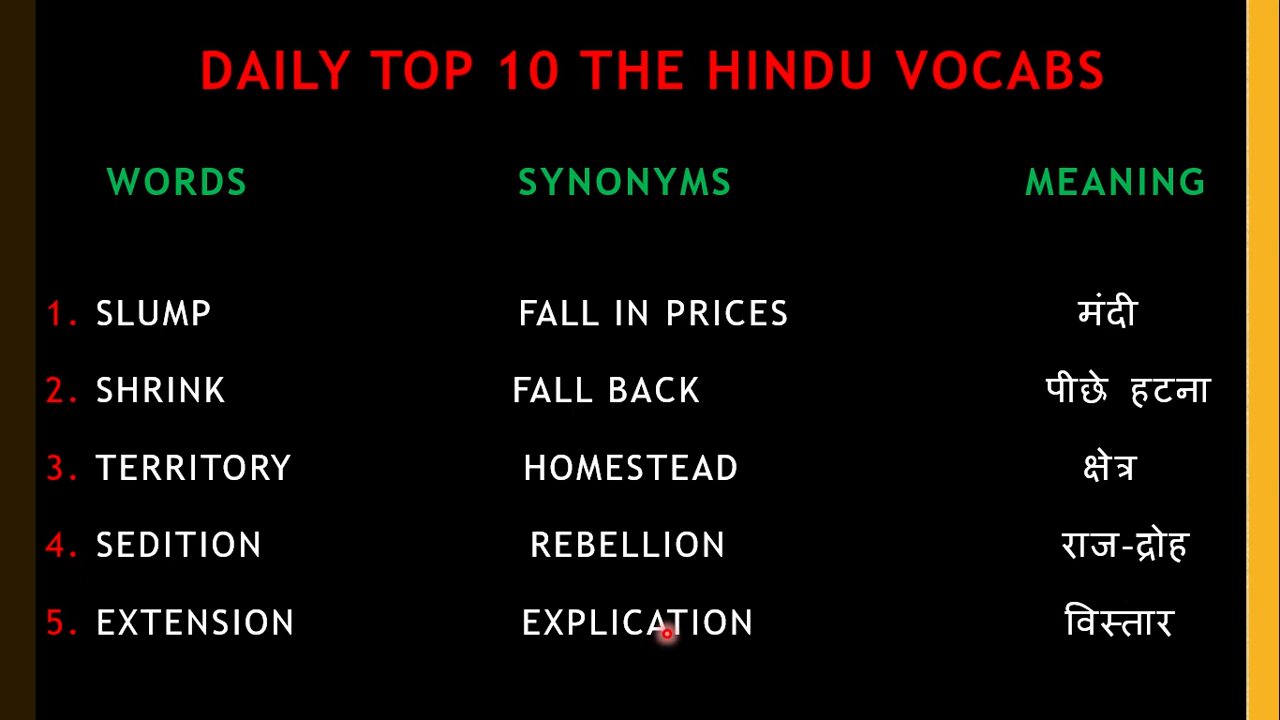 DAILY TOP 10 THE HINDU VOCABS
WORDS SYNONYMS MEANING
1. SLUMP FALL IN PRICES मंदी
2. SHRINK FALL BACK पीछे हटना
3. TERRITORY HOMESTEAD क्षेत्र
4. SEDITION REBELLION राज-द्रोह
5. EXTENSION EXPLICATION विस्तार